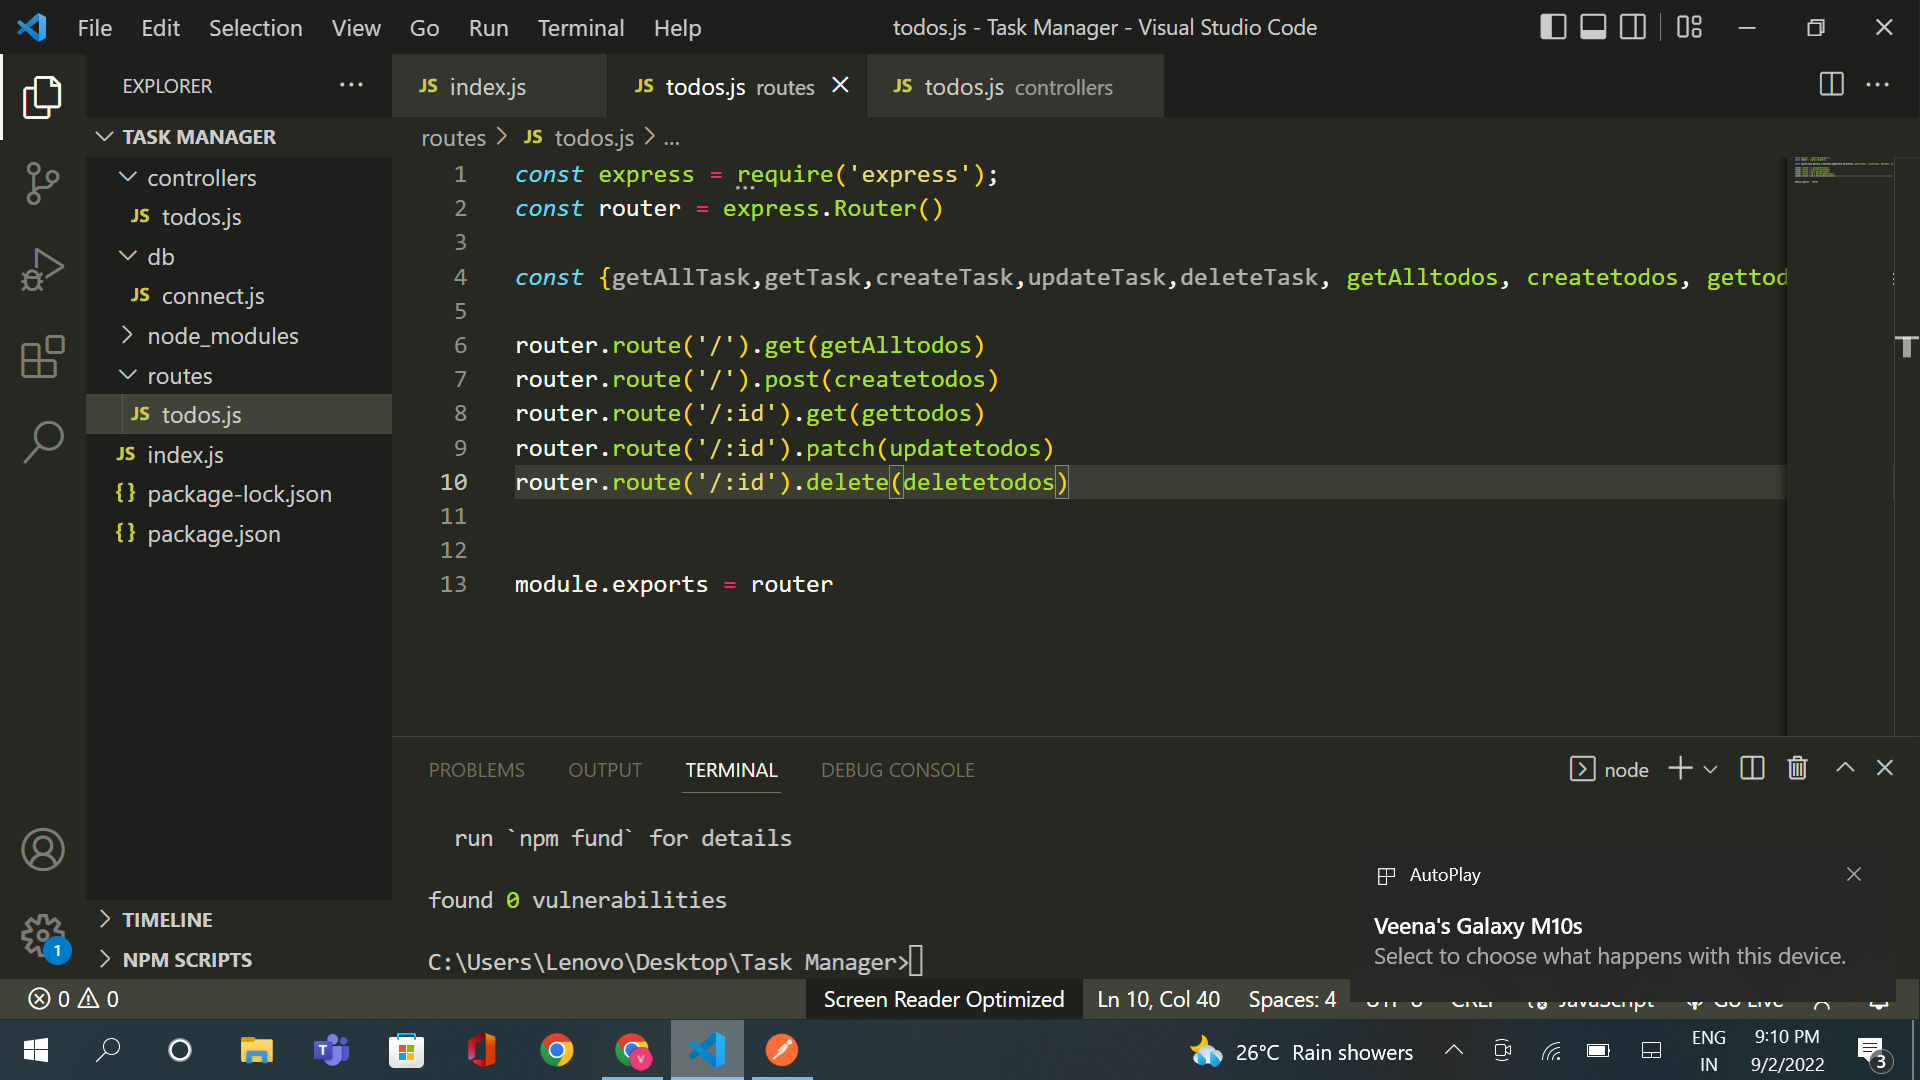 File Edit Selection View Go Run Terminal Help todos.js - Task Manager - Visual Studio Code
EXPLORER
JS index.js JS todos.js routes JS todos.js controllers
TASK MANAGER
controllers
JS todos.js
db
JS connect.js
node_modules
routes
JS todos.js
JS index.js
{} package-lock.json
{} package.json
TIMELINE
NPM SCRIPTS
routes > JS todos.js > ...
1 const express = require('express');
2 const router = express.Router()
3
4 const {getAllTask,getTask,createTask,updateTask,deleteTask, getAlltodos, createtodos, gettod
5
6 router.route('/').get(getAlltodos)
7 router.route('/').post(createtodos)
8 router.route('/:id').get(gettodos)
9 router.route('/:id').patch(updatetodos)
10 router.route('/:id').delete(deletetodos)
11
12
13 module.exports = router
PROBLEMS OUTPUT TERMINAL DEBUG CONSOLE node
run `npm fund` for details
found 0 vulnerabilities
C:\Users\Lenovo\Desktop\Task Manager>
AutoPlay
Veena's Galaxy M10s
Select to choose what happens with this device.
1
0 0 Screen Reader Optimized Ln 10, Col 40 Spaces: 4 JavaScript Go Live
26°C Rain showers ENG IN 9:10 PM 9/2/2022 3